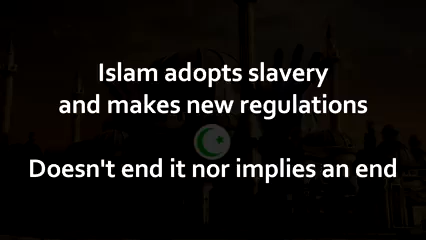 Islam adopts slavery
and makes new regulations
Doesn't end it nor implies an end